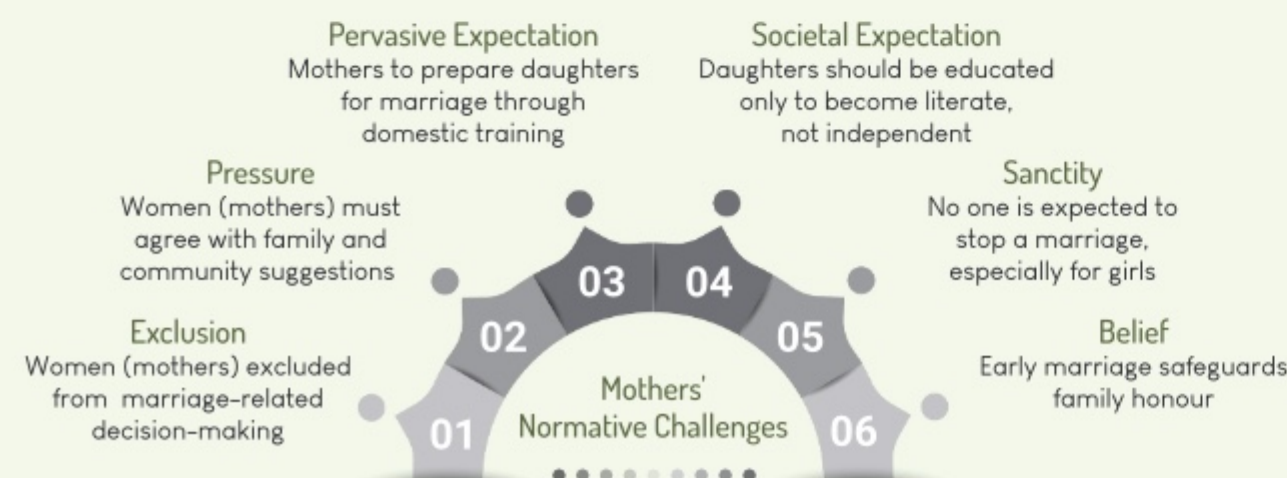 Pervasive Expectation
Mothers to prepare daughters
for marriage through
domestic training
Societal Expectation
Daughters should be educated
only to become literate,
not independent
Pressure
Women (mothers) must
agree with family and
community suggestions
Sanctity
No one is expected to
stop a marriage,
especially for girls
Exclusion
Women (mothers) excluded
from marriage-related
decision-making
Belief
Early marriage safeguards
family honour
01
02
03
04
05
06
Mothers'
Normative Challenges